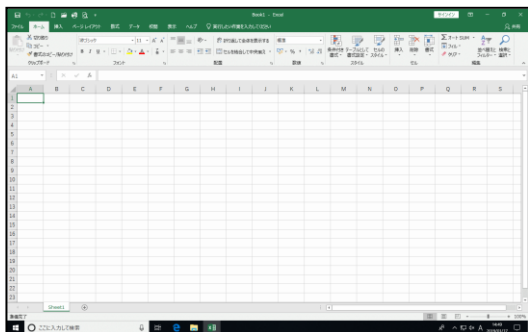 Book1 - Excel
サインイン
ファイル ホーム 挿入 ページ レイアウト 数式 データ 校閲 表示 ヘルプ 実行したい作業を入力してください 共有
切り取り
コピー
書式のコピー/貼り付け
游ゴシック 11
B I U
折り返して全体を表示する
セルを結合して中央揃え
標準
条件付き書式 テーブルとして書式設定 セルのスタイル
挿入 削除 書式
オート SUM
フィル
クリア
並べ替えとフィルター 検索と選択
クリップボード フォント 配置 数値 スタイル セル 編集
A1
A B C D E F G H I J K L M N O P Q R S
1
2
3
4
5
6
7
8
9
10
11
12
13
14
15
16
17
18
19
20
21
22
23
Sheet1
準備完了
100%
ここに入力して検索